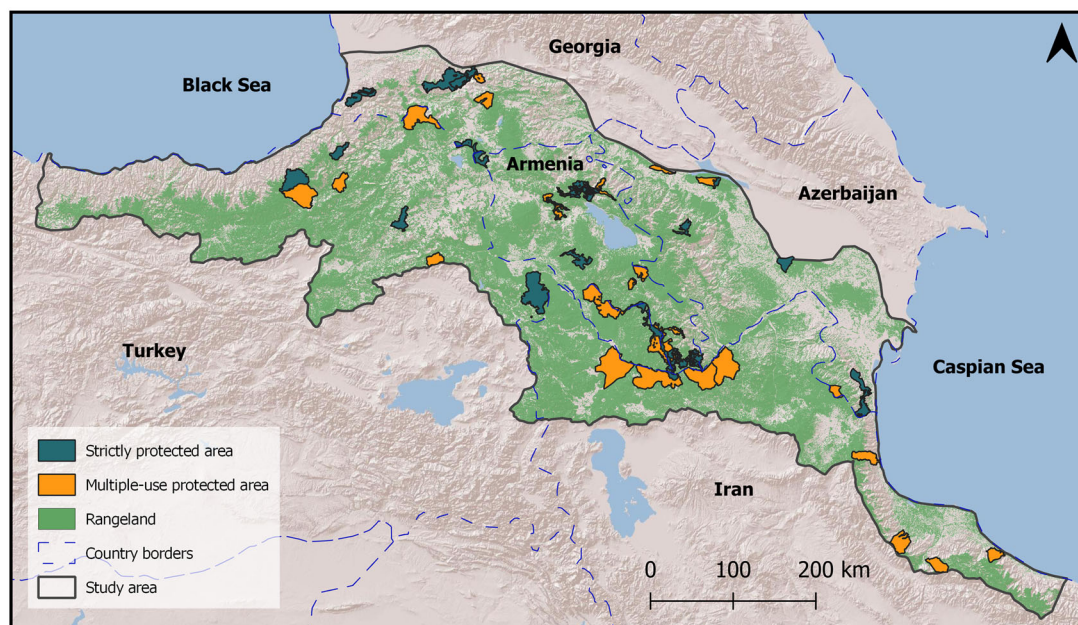 Georgia
Black Sea
Armenia
Azerbaijan
Turkey
Caspian Sea
Iran
Strictly protected area
Multiple-use protected area
Rangeland
Country borders
Study area
0 100 200 km